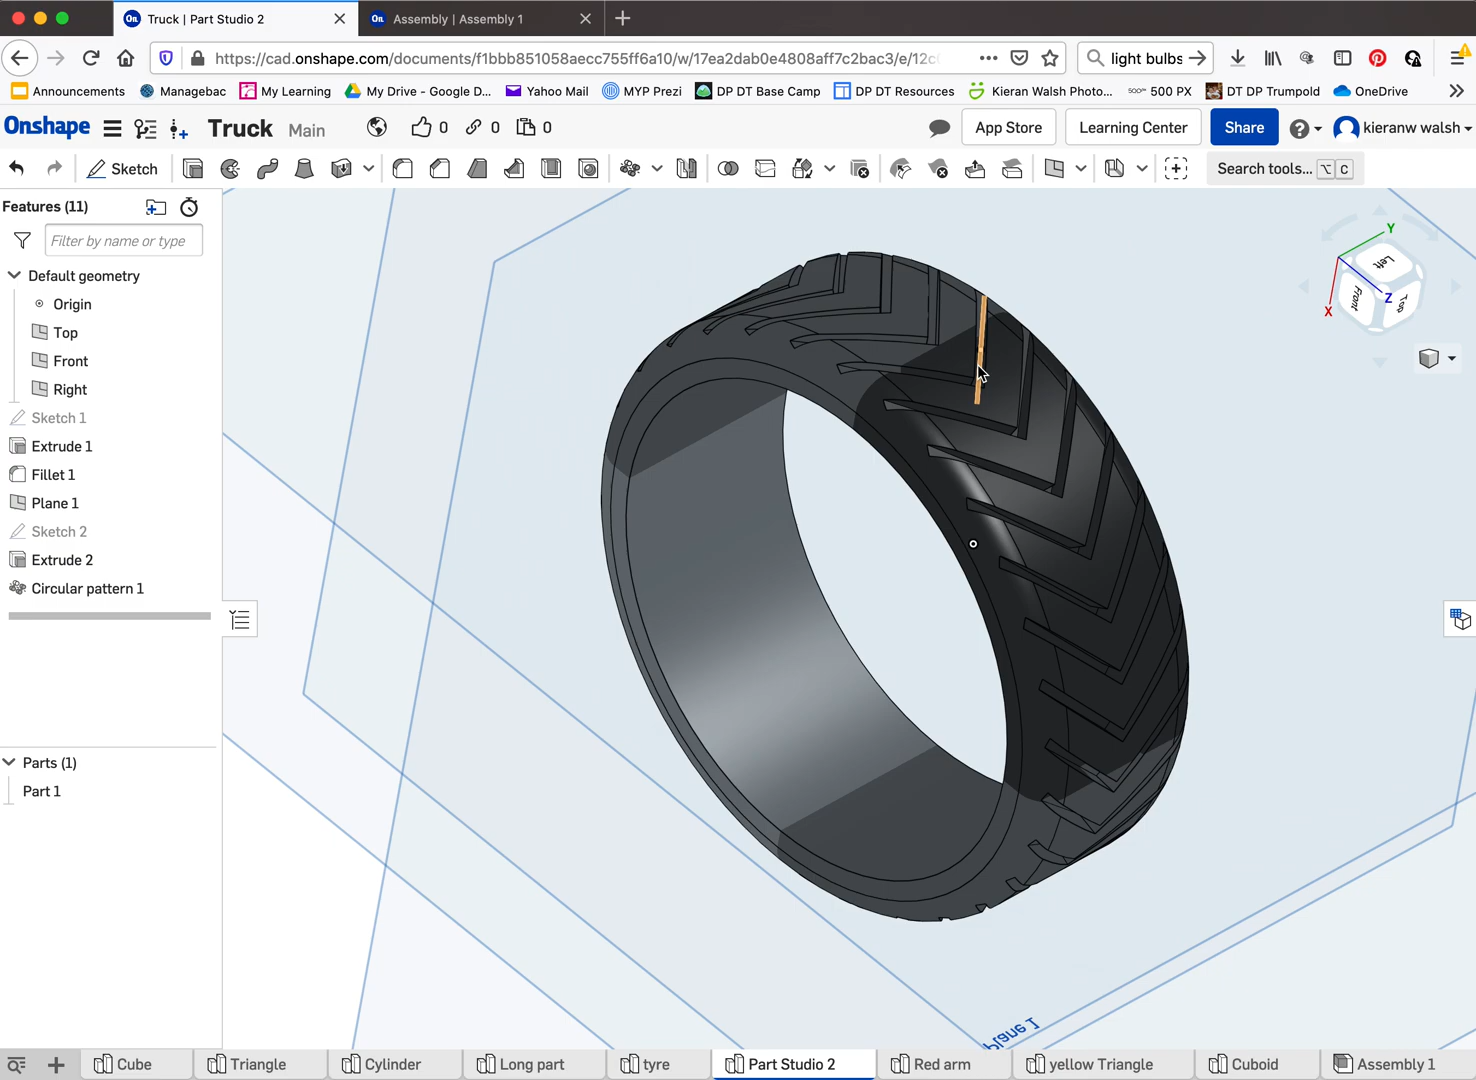 Truck | Part Studio 2
Assembly | Assembly 1
https://cad.onshape.com/documents/f1bbb851058aecc755ff6a10/w/17ea2dab0e4808aff7c2bac3/e/12c
light bulbs
Announcements
Managebac
My Learning
My Drive - Google D...
Yahoo Mail
MYP Prezi
DP DT Base Camp
DP DT Resources
Kieran Walsh Photo...
500 PX
DT DP Trumpold
OneDrive
Onshape
Truck Main
0
0
0
App Store
Learning Center
Share
kieranw walsh
Sketch
Search tools... ⌥ C
Features (11)
Filter by name or type
Default geometry
Origin
Top
Front
Right
Sketch 1
Extrude 1
Fillet 1
Plane 1
Sketch 2
Extrude 2
Circular pattern 1
Parts (1)
Part 1
Y
Left
Front
Top
Z
X
Plane 1
Cube
Triangle
Cylinder
Long part
tyre
Part Studio 2
Red arm
yellow Triangle
Cuboid
Assembly 1